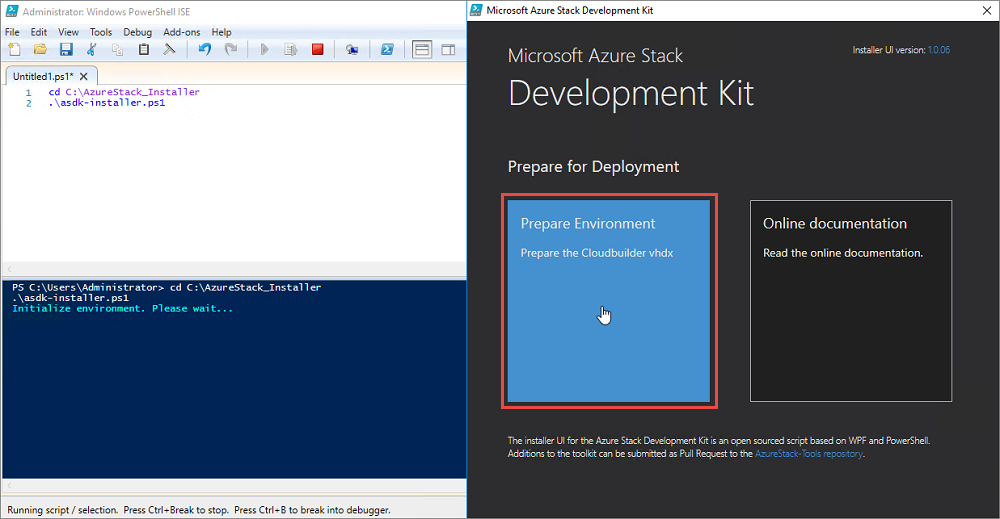 Administrator: Windows PowerShell ISE
File Edit View Tools Debug Add-ons Help
Untitled1.ps1* X
1 cd C:\AzureStack_Installer
2 .\asdk-installer.ps1
PS C:\Users\Administrator> cd C:\AzureStack_Installer
.\asdk-installer.ps1
Initialize environment. Please wait...
Running script / selection. Press Ctrl+Break to stop. Press Ctrl+B to break into debugger.
Microsoft Azure Stack Development Kit
Installer UI version: 1.0.06
Microsoft Azure Stack
Development Kit
Prepare for Deployment
Prepare Environment
Prepare the Cloudbuilder vhdx
Online documentation
Read the online documentation.
The installer UI for the Azure Stack Development Kit is an open sourced script based on WPF and PowerShell.
Additions to the toolkit can be submitted as Pull Request to the AzureStack-Tools repository.